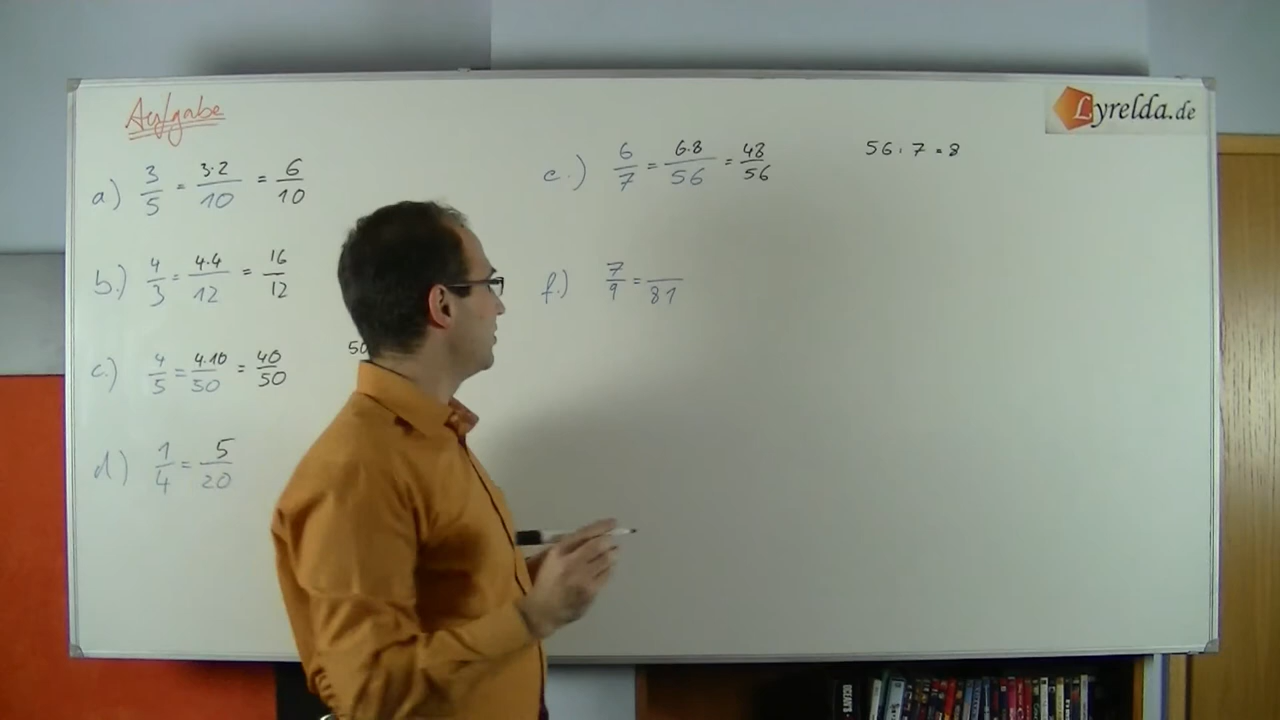 Aufgabe
a) 3/5 = 3·2/10 = 6/10
b.) 4/3 = 4·4/12 = 16/12
c.) 4/5 = 4·10/50 = 40/50
d) 1/4 = 5/20
e.) 6/7 = 6·8/56 = 48/56
f.) 7/9 = /81
50
56 : 7 = 8
Lyrelda.de